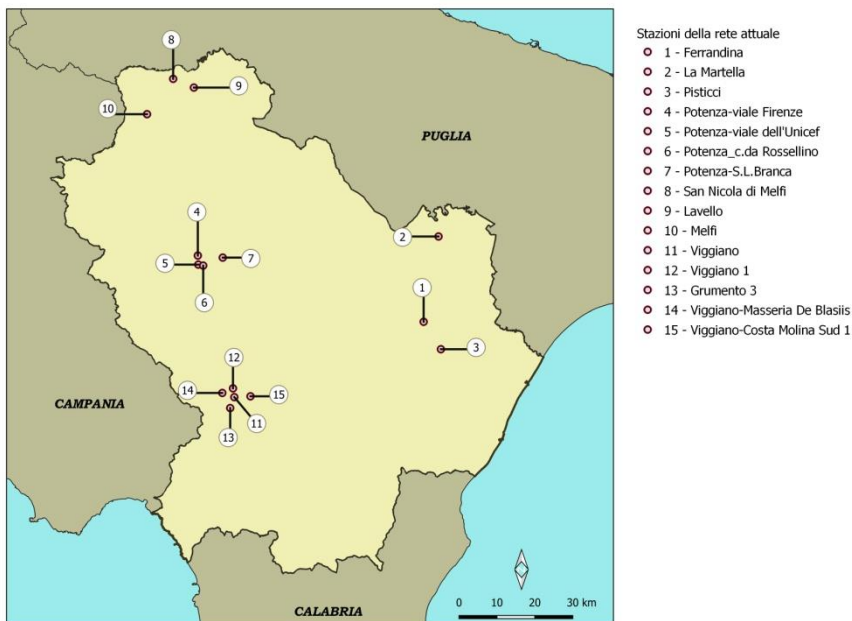 8
9
10
PUGLIA
4
2
5
7
6
1
3
12
14
15
CAMPANIA
13
11
CALABRIA
0 10 20 30 km
Stazioni della rete attuale
1 - Ferrandina
2 - La Martella
3 - Pisticci
4 - Potenza-viale Firenze
5 - Potenza-viale dell'Unicef
6 - Potenza_c.da Rossellino
7 - Potenza-S.L.Branca
8 - San Nicola di Melfi
9 - Lavello
10 - Melfi
11 - Viggiano
12 - Viggiano 1
13 - Grumento 3
14 - Viggiano-Masseria De Blasiis
15 - Viggiano-Costa Molina Sud 1